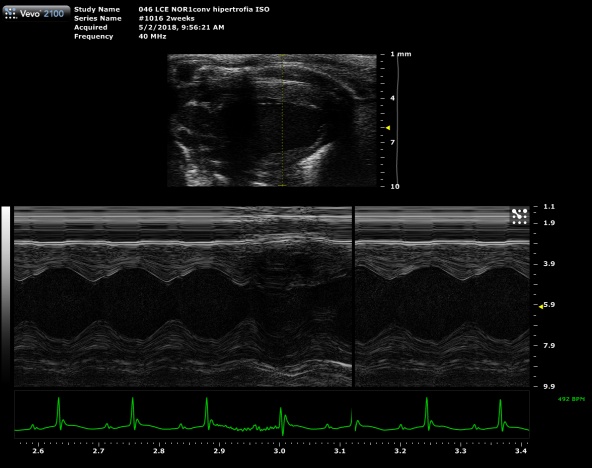 Vevo 2100
Study Name 046 LCE NOR1conv hipertrofia ISO
Series Name #1016 2weeks
Acquired 5/2/2018, 9:56:21 AM
Frequency 40 MHz
1 mm
4
7
10
1.1
1.9
3.9
5.9
7.9
9.9
492 BPM
2.6 2.7 2.8 2.9 3.0 3.1 3.2 3.3 3.4